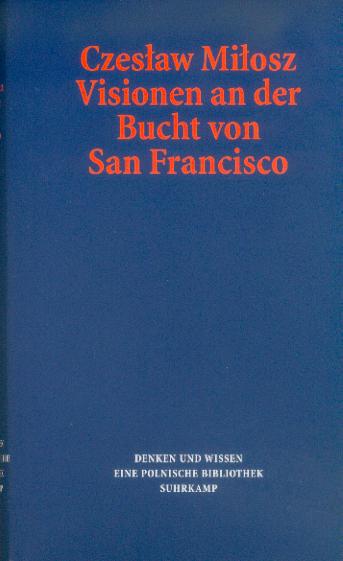 Czesław Miłosz
Visionen an der
Bucht von
San Francisco
DENKEN UND WISSEN
EINE POLNISCHE BIBLIOTHEK
SUHRKAMP